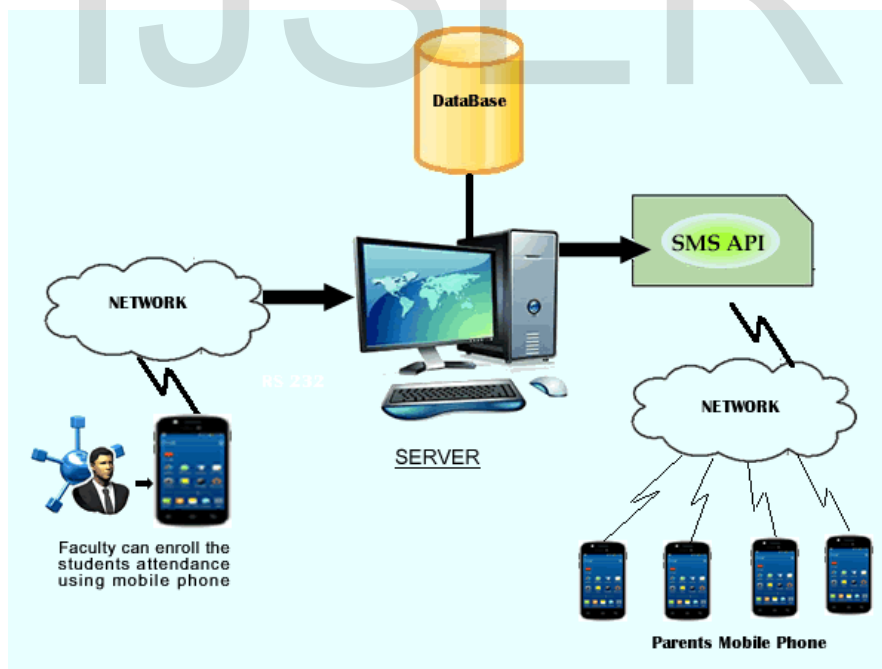 IJSER
DataBase
SMS API
NETWORK
RS 232
NETWORK
SERVER
Faculty can enroll the
students attendance
using mobile phone
Parents Mobile Phone